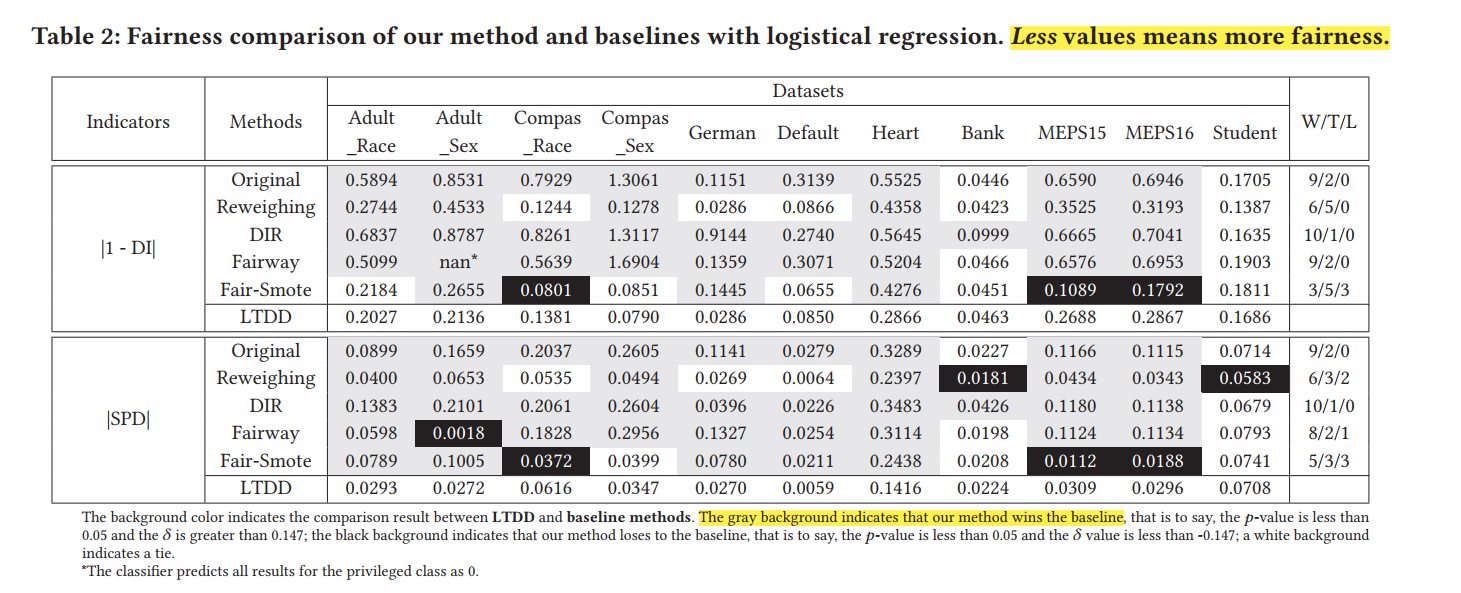 Table 2: Fairness comparison of our method and baselines with logistical regression. Less values means more fairness.
Indicators Methods Datasets W/T/L
Adult _Race Adult _Sex Compas _Race Compas _Sex German Default Heart Bank MEPS15 MEPS16 Student
|1 - DI|
Original 0.5894 0.8531 0.7929 1.3061 0.1151 0.3139 0.5525 0.0446 0.6590 0.6946 0.1705 9/2/0
Reweighing 0.2744 0.4533 0.1244 0.1278 0.0286 0.0866 0.4358 0.0423 0.3525 0.3193 0.1387 6/5/0
DIR 0.6837 0.8787 0.8261 1.3117 0.9144 0.2740 0.5645 0.0999 0.6665 0.7041 0.1635 10/1/0
Fairway 0.5099 nan* 0.5639 1.6904 0.1359 0.3071 0.5204 0.0466 0.6576 0.6953 0.1903 9/2/0
Fair-Smote 0.2184 0.2655 0.0801 0.0851 0.1445 0.0655 0.4276 0.0451 0.1089 0.1792 0.1811 3/5/3
LTDD 0.2027 0.2136 0.1381 0.0790 0.0286 0.0850 0.2866 0.0463 0.2688 0.2867 0.1686
|SPD|
Original 0.0899 0.1659 0.2037 0.2605 0.1141 0.0279 0.3289 0.0227 0.1166 0.1115 0.0714 9/2/0
Reweighing 0.0400 0.0653 0.0535 0.0494 0.0269 0.0064 0.2397 0.0181 0.0434 0.0343 0.0583 6/3/2
DIR 0.1383 0.2101 0.2061 0.2604 0.0396 0.0226 0.3483 0.0426 0.1180 0.1138 0.0679 10/1/0
Fairway 0.0598 0.0018 0.1828 0.2956 0.1327 0.0254 0.3114 0.0198 0.1124 0.1134 0.0793 8/2/1
Fair-Smote 0.0789 0.1005 0.0372 0.0399 0.0780 0.0211 0.2438 0.0208 0.0112 0.0188 0.0741 5/3/3
LTDD 0.0293 0.0272 0.0616 0.0347 0.0270 0.0059 0.1416 0.0224 0.0309 0.0296 0.0708
The background color indicates the comparison result between LTDD and baseline methods. The gray background indicates that our method wins the baseline, that is to say, the p-value is less than
0.05 and the δ is greater than 0.147; the black background indicates that our method loses to the baseline, that is to say, the p-value is less than 0.05 and the δ value is less than -0.147; a white background
indicates a tie.
*The classifier predicts all results for the privileged class as 0.